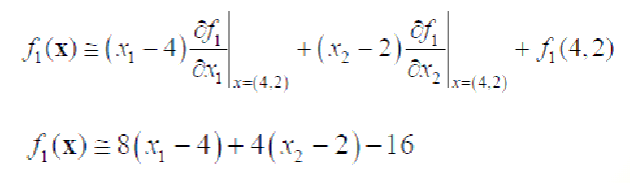 f₁(x) ≅ (x₁ − 4) ∂f₁/∂x₁ |ₓ₌₍₄,₂₎ + (x₂ − 2) ∂f₁/∂x₂ |ₓ₌₍₄.₂₎ + f₁(4,2)
f₁(x) ≅ 8(x₁ − 4) + 4(x₂ − 2) − 16